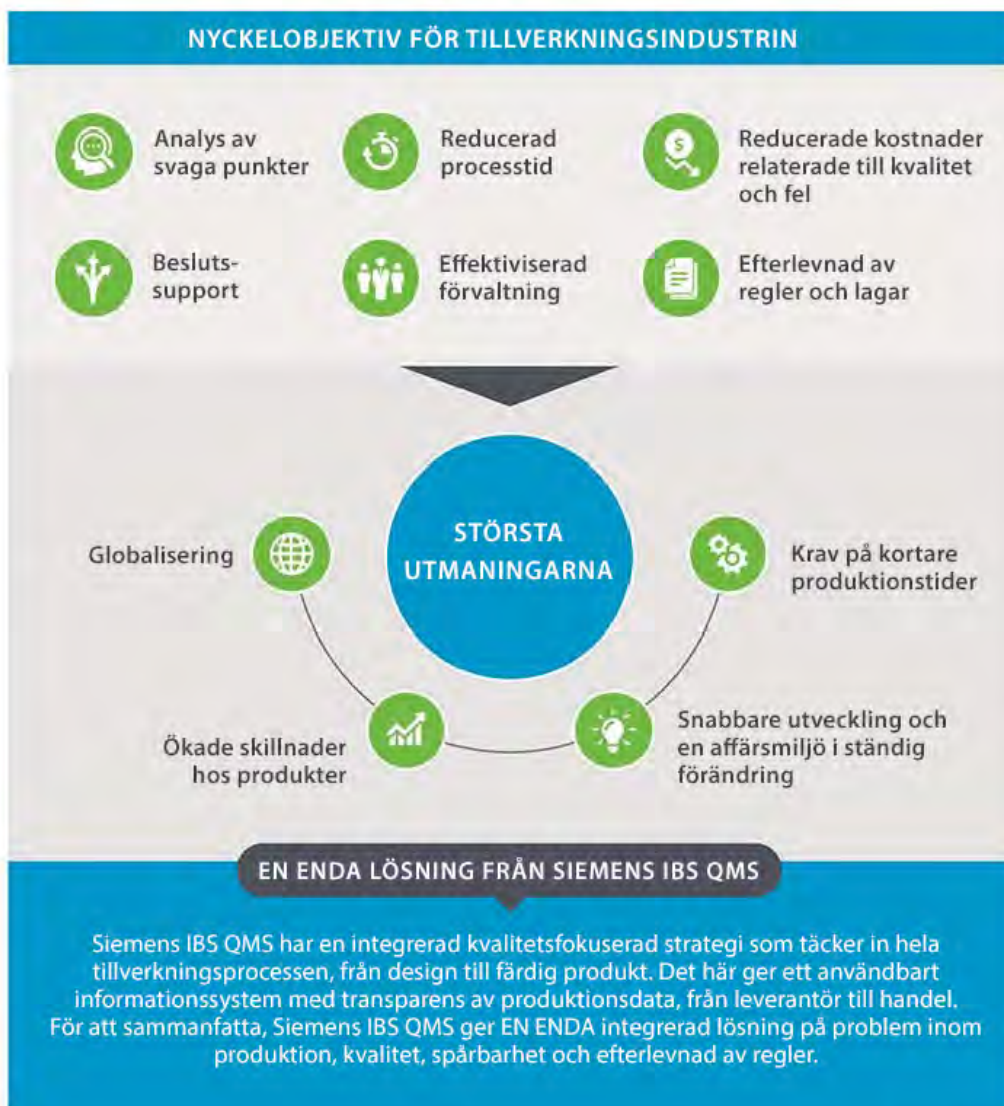 NYCKELOBJEKTIV FÖR TILLVERKNINGSINDUSTRIN
Analys av
svaga punkter
Reducerad
processtid
Reducerade kostnader
relaterade till kvalitet
och fel
Besluts-
support
Effektiviserad
förvaltning
Efterlevnad av
regler och lagar
STÖRSTA
UTMANINGARNA
Globalisering
Krav på kortare
produktionstider
Ökade skillnader
hos produkter
Snabbare utveckling och
en affärsmiljö i ständig
förändring
EN ENDA LÖSNING FRÅN SIEMENS IBS QMS
Siemens IBS QMS har en integrerad kvalitetsfokuserad strategi som täcker in hela
tillverkningsprocessen, från design till färdig produkt. Det här ger ett användbart
informationssystem med transparens av produktionsdata, från leverantör till handel.
För att sammanfatta, Siemens IBS QMS ger EN ENDA integrerad lösning på problem inom
produktion, kvalitet, spårbarhet och efterlevnad av regler.